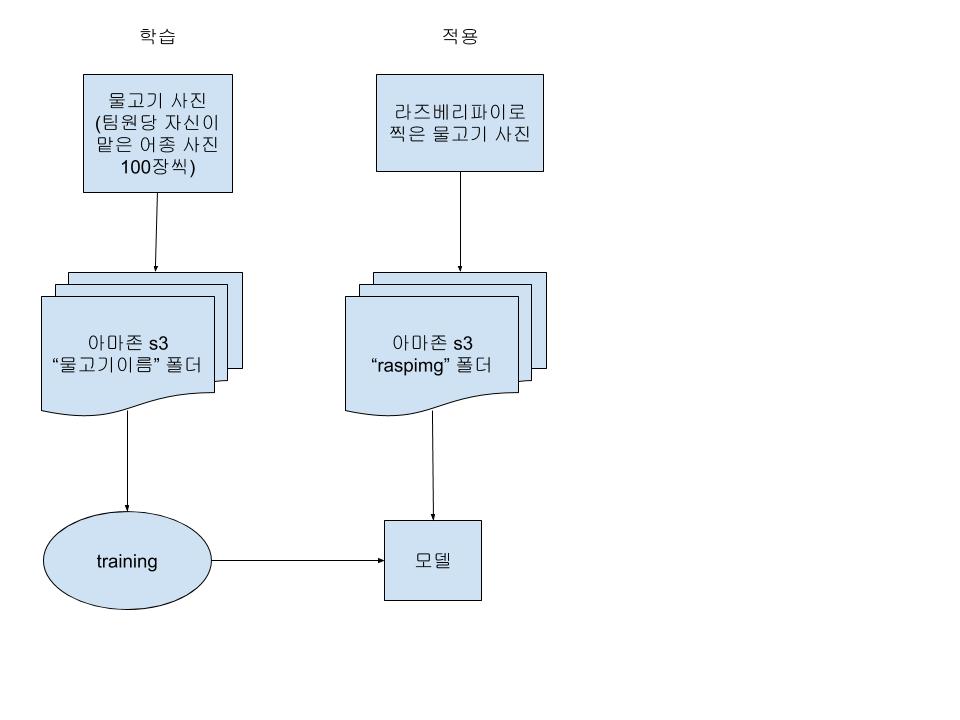 학습
적용
물고기 사진
(팀원당 자신이
맡은 어종 사진
100장씩)
라즈베리파이로
찍은 물고기 사진
아마존 s3
“물고기이름” 폴더
아마존 s3
“raspimg” 폴더
training
모델